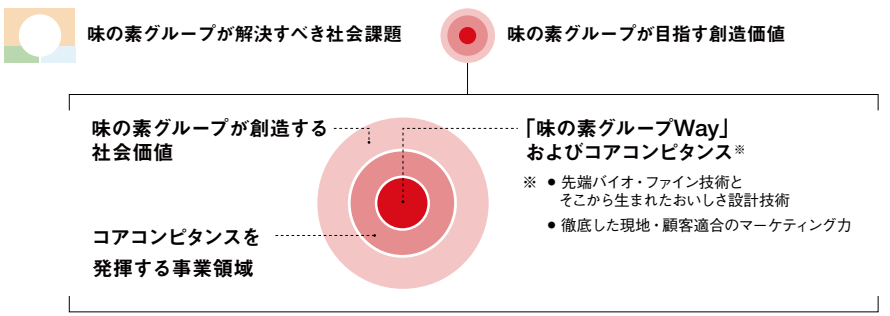 味の素グループが解決すべき社会課題
味の素グループが目指す創造価値
味の素グループが創造する
社会価値
「味の素グループWay」
およびコアコンピタンス※
※ ● 先端バイオ・ファイン技術と
そこから生まれたおいしさ設計技術
● 徹底した現地・顧客適合のマーケティング力
コアコンピタンスを
発揮する事業領域